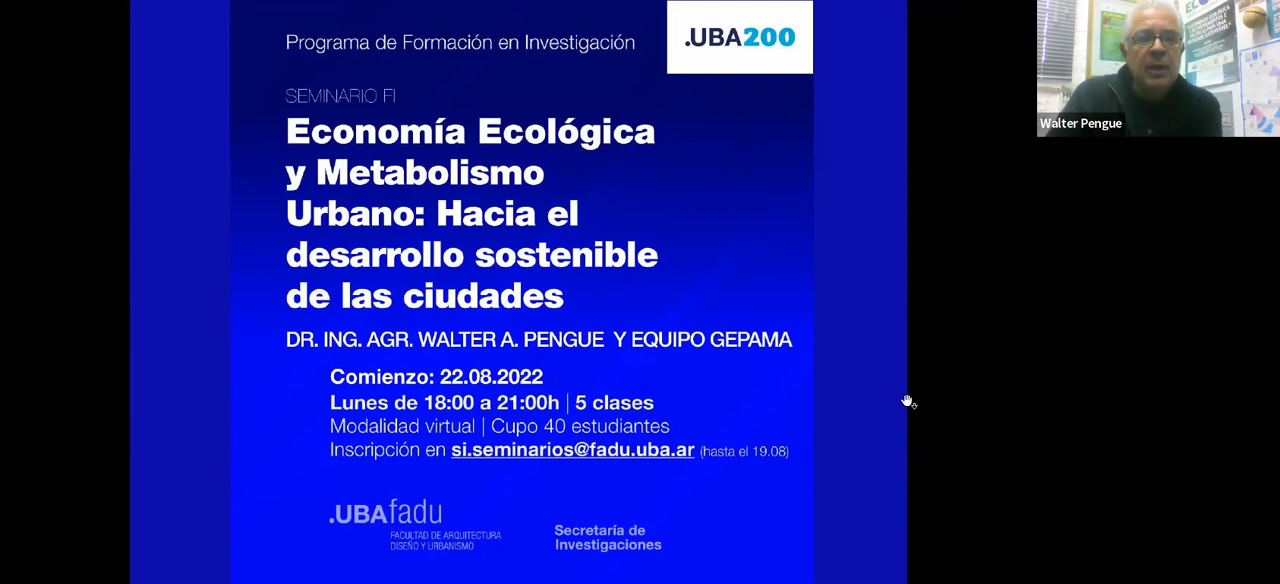 Programa de Formación en Investigación
.UBA200
SEMINARIO FI
Economía Ecológica
y Metabolismo
Urbano: Hacia el
desarrollo sostenible
de las ciudades
DR. ING. AGR. WALTER A. PENGUE Y EQUIPO GEPAMA
Comienzo: 22.08.2022
Lunes de 18:00 a 21:00h | 5 clases
Modalidad virtual | Cupo 40 estudiantes
Inscripción en si.seminarios@fadu.uba.ar (hasta el 19.08)
.UBAfadu
FACULTAD DE ARQUITECTURA
DISEÑO Y URBANISMO
Secretaría de
Investigaciones
Walter Pengue